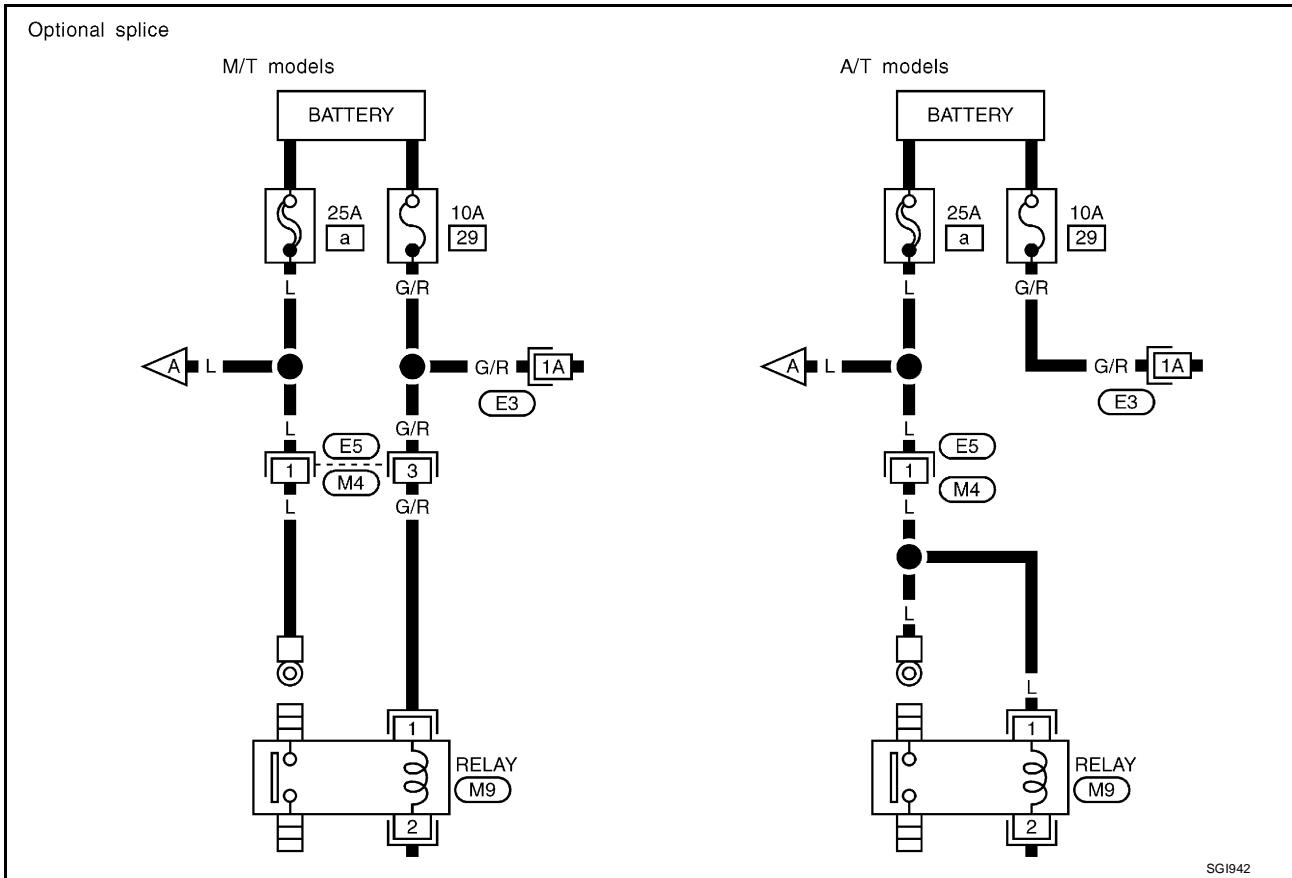 Optional splice
M/T models
BATTERY
25A
a
10A
29
L
G/R
A
L
G/R
1A
E3
L
G/R
E5
1
3
M4
L
G/R
1
RELAY
M9
2
A/T models
BATTERY
25A
a
10A
29
L
G/R
A
L
G/R
1A
E3
L
E5
1
M4
L
L
L
1
RELAY
M9
2
SGI942